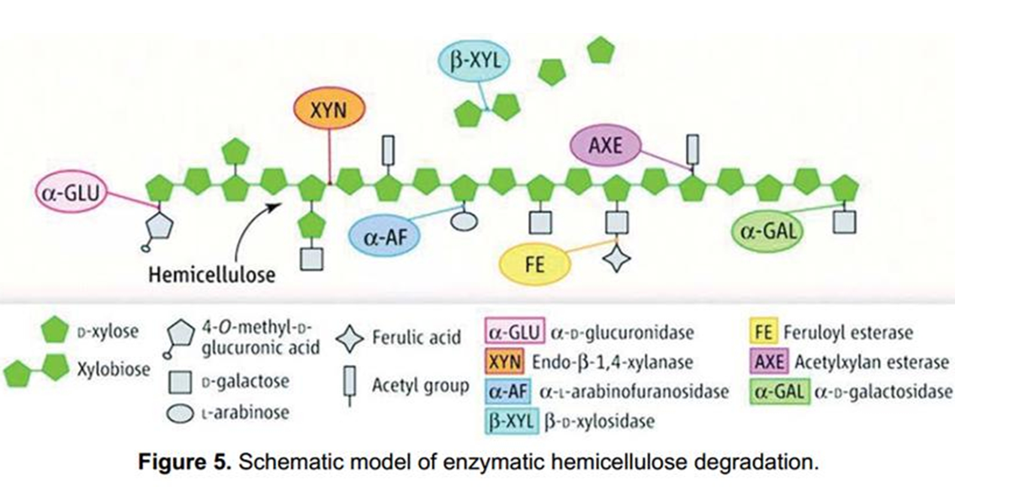 β-XYL
XYN
AXE
α-GLU
α-AF
α-GAL
FE
Hemicellulose
D-xylose
Xylobiose
4-O-methyl-D-
glucuronic acid
D-galactose
L-arabinose
Ferulic acid
Acetyl group
α-GLU α-D-glucuronidase
XYN Endo-β-1,4-xylanase
α-AF α-L-arabinofuranosidase
β-XYL β-D-xylosidase
FE Feruloyl esterase
AXE Acetylxylan esterase
α-GAL α-D-galactosidase
Figure 5. Schematic model of enzymatic hemicellulose degradation.